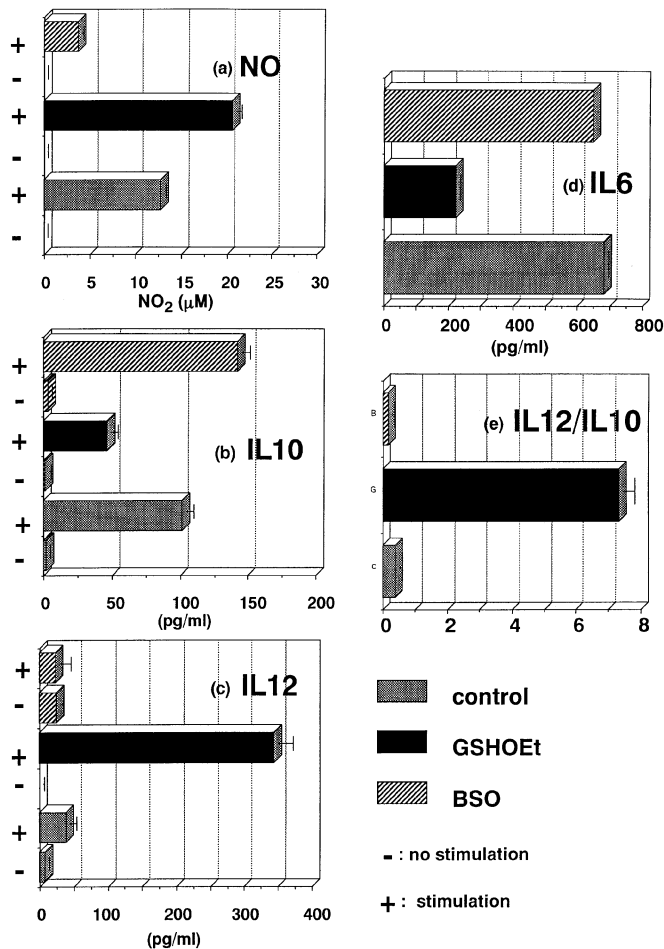 +
-
+
-
+
-
(a) NO
0 5 10 15 20 25 30
NO2 (µM)
+
-
+
-
+
-
(b) IL10
0 50 100 150 200
(pg/ml)
+
-
+
-
+
-
(c) IL12
0 100 200 300 400
(pg/ml)
(d) IL6
0 200 400 600 800
(pg/ml)
B
G
C
(e) IL12/IL10
0 2 4 6 8
control
GSHOEt
BSO
- : no stimulation
+ : stimulation